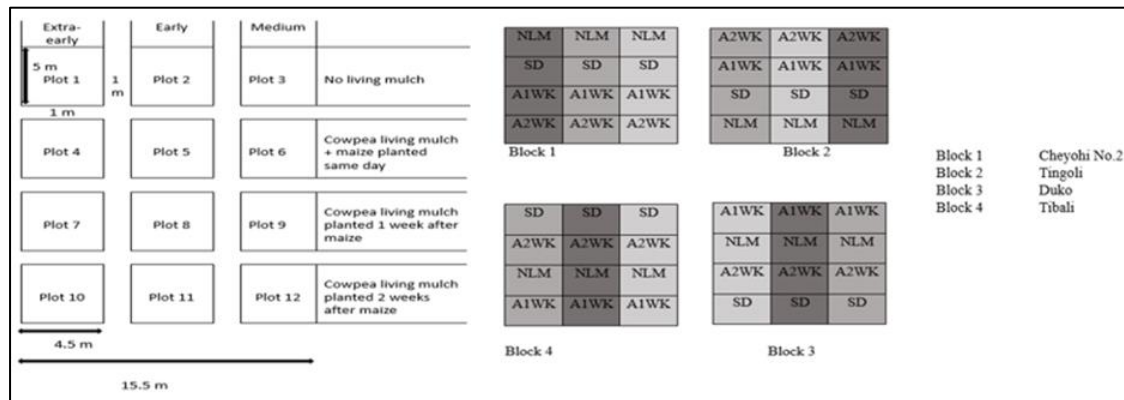 Extra-
early
Early
Medium
5 m
Plot 1
1
m
Plot 2
Plot 3
No living mulch
1 m
Plot 4
Plot 5
Plot 6
Cowpea living mulch
+ maize planted
same day
Plot 7
Plot 8
Plot 9
Cowpea living mulch
planted 1 week after
maize
Plot 10
Plot 11
Plot 12
Cowpea living mulch
planted 2 weeks
after maize
4.5 m
15.5 m
NLM NLM NLM
SD SD SD
A1WK A1WK A1WK
A2WK A2WK A2WK
Block 1
A2WK A2WK A2WK
A1WK A1WK A1WK
SD SD SD
NLM NLM NLM
Block 2
SD SD SD
A2WK A2WK A2WK
NLM NLM NLM
A1WK A1WK A1WK
Block 4
A1WK A1WK A1WK
NLM NLM NLM
A2WK A2WK A2WK
SD SD SD
Block 3
Block 1 Cheyohi No.2
Block 2 Tingoli
Block 3 Duko
Block 4 Tibali